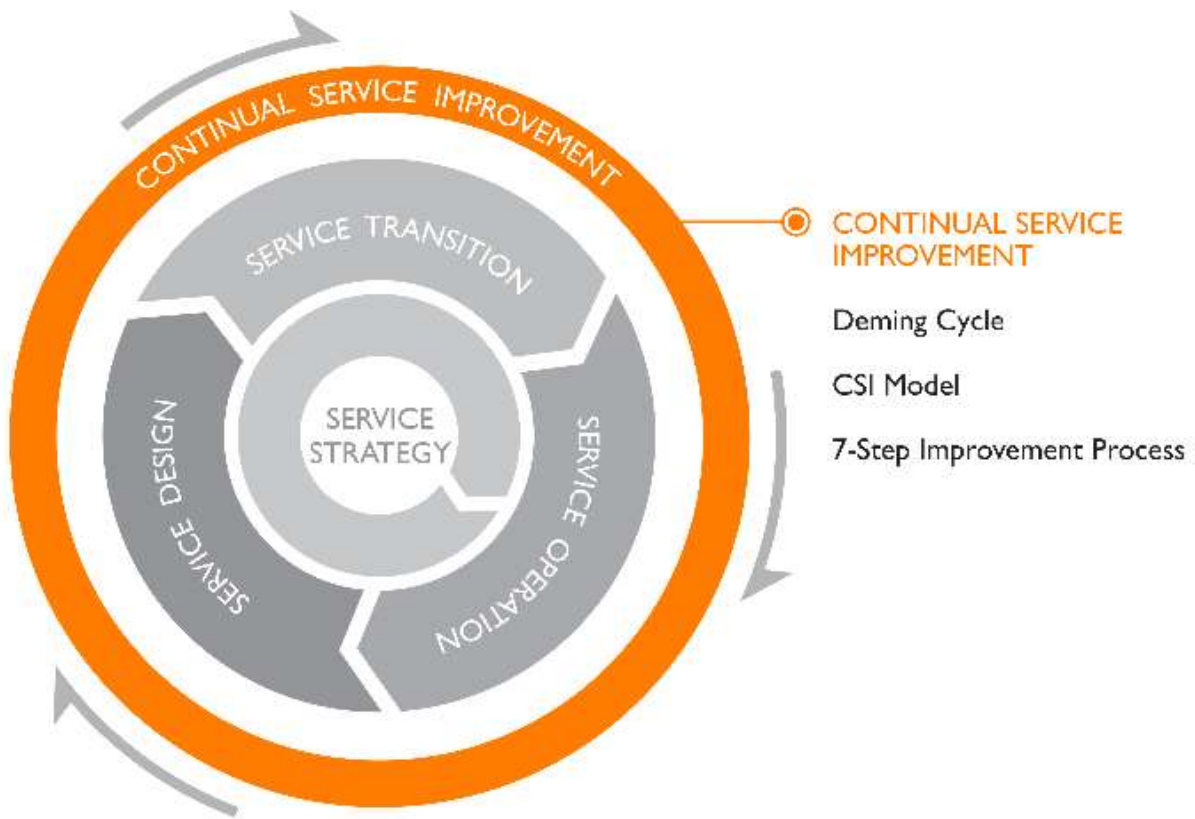 CONTINUAL SERVICE IMPROVEMENT
SERVICE TRANSITION
SERVICE DESIGN
SERVICE
STRATEGY
SERVICE OPERATION
CONTINUAL SERVICE
IMPROVEMENT
Deming Cycle
CSI Model
7-Step Improvement Process